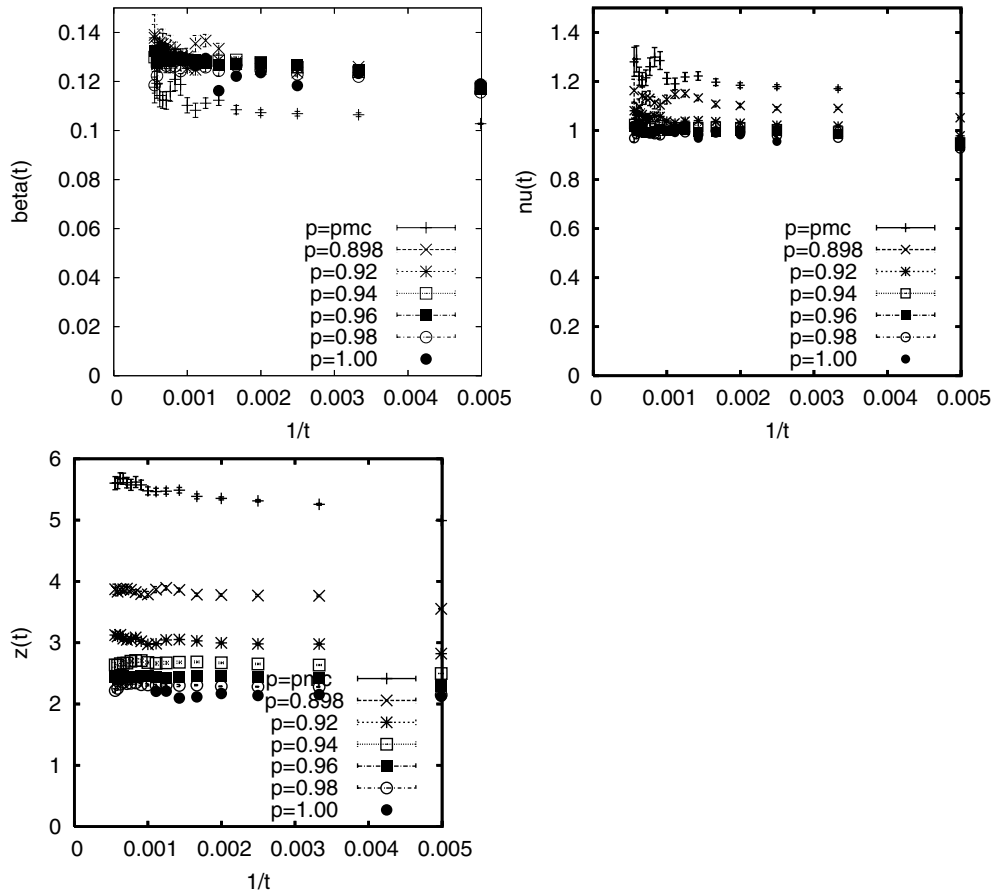 0.14
0.12
0.1
0.08
0.06
0.04
0.02
0
beta(t)
p=pmc
p=0.898
p=0.92
p=0.94
p=0.96
p=0.98
p=1.00
0 0.001 0.002 0.003 0.004 0.005
1/t
1.4
1.2
1
0.8
0.6
0.4
0.2
0
nu(t)
p=pmc
p=0.898
p=0.92
p=0.94
p=0.96
p=0.98
p=1.00
0 0.001 0.002 0.003 0.004 0.005
1/t
6
5
4
3
2
1
0
z(t)
p=pmc
p=0.898
p=0.92
p=0.94
p=0.96
p=0.98
p=1.00
0 0.001 0.002 0.003 0.004 0.005
1/t